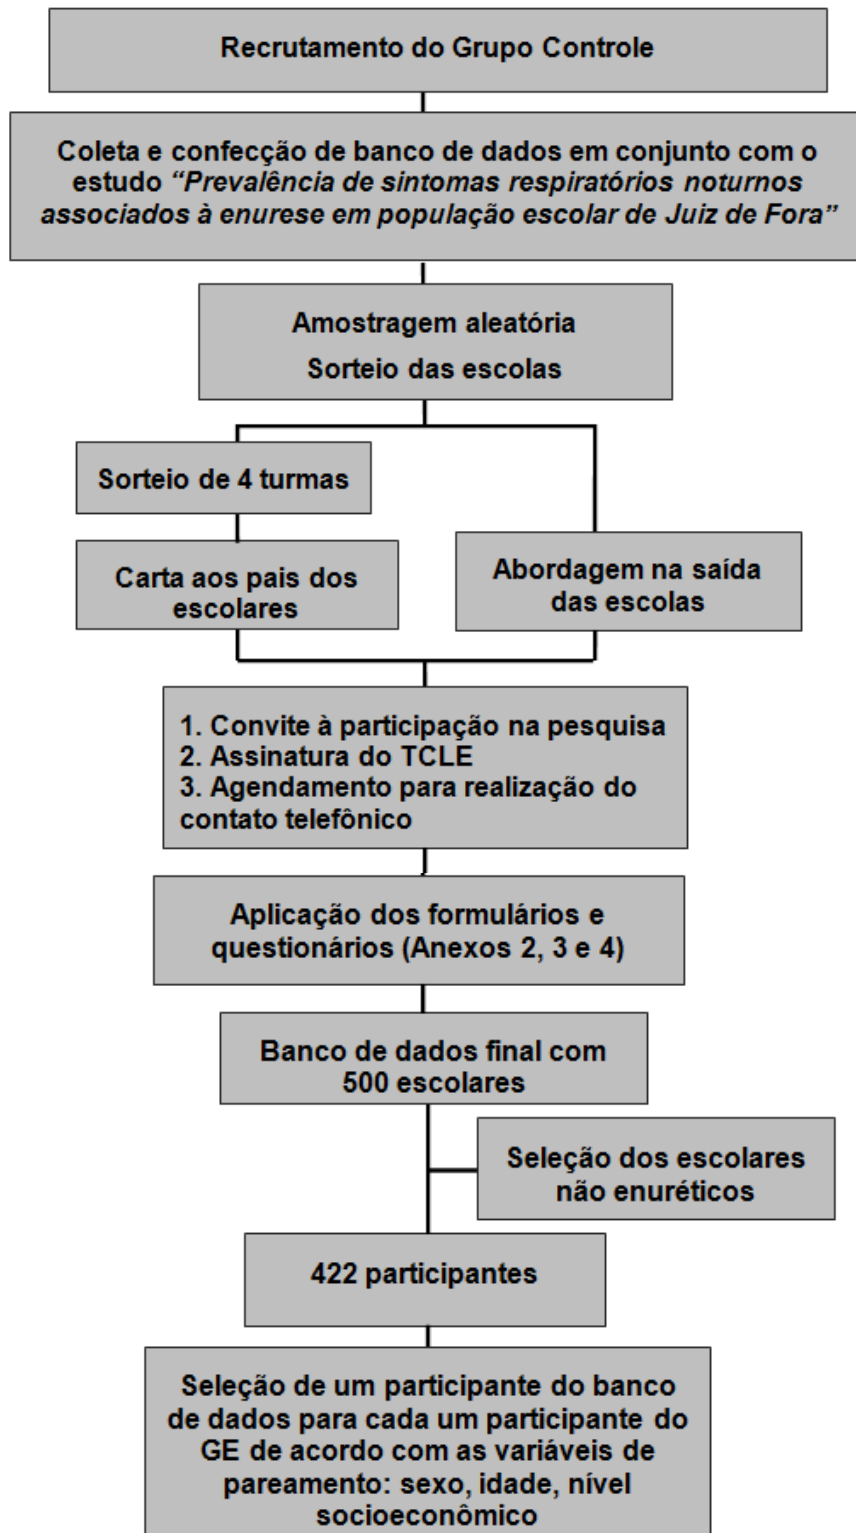 Recrutamento do Grupo Controle
Coleta e confecção de banco de dados em conjunto com o
estudo “Prevalência de sintomas respiratórios noturnos
associados à enurese em população escolar de Juiz de Fora”
Amostragem aleatória
Sorteio das escolas
Sorteio de 4 turmas
Carta aos pais dos
escolares
Abordagem na saída
das escolas
1. Convite à participação na pesquisa
2. Assinatura do TCLE
3. Agendamento para realização do
contato telefônico
Aplicação dos formulários e
questionários (Anexos 2, 3 e 4)
Banco de dados final com
500 escolares
Seleção dos escolares
não enuréticos
422 participantes
Seleção de um participante do banco
de dados para cada um participante do
GE de acordo com as variáveis de
pareamento: sexo, idade, nível
socioeconômico